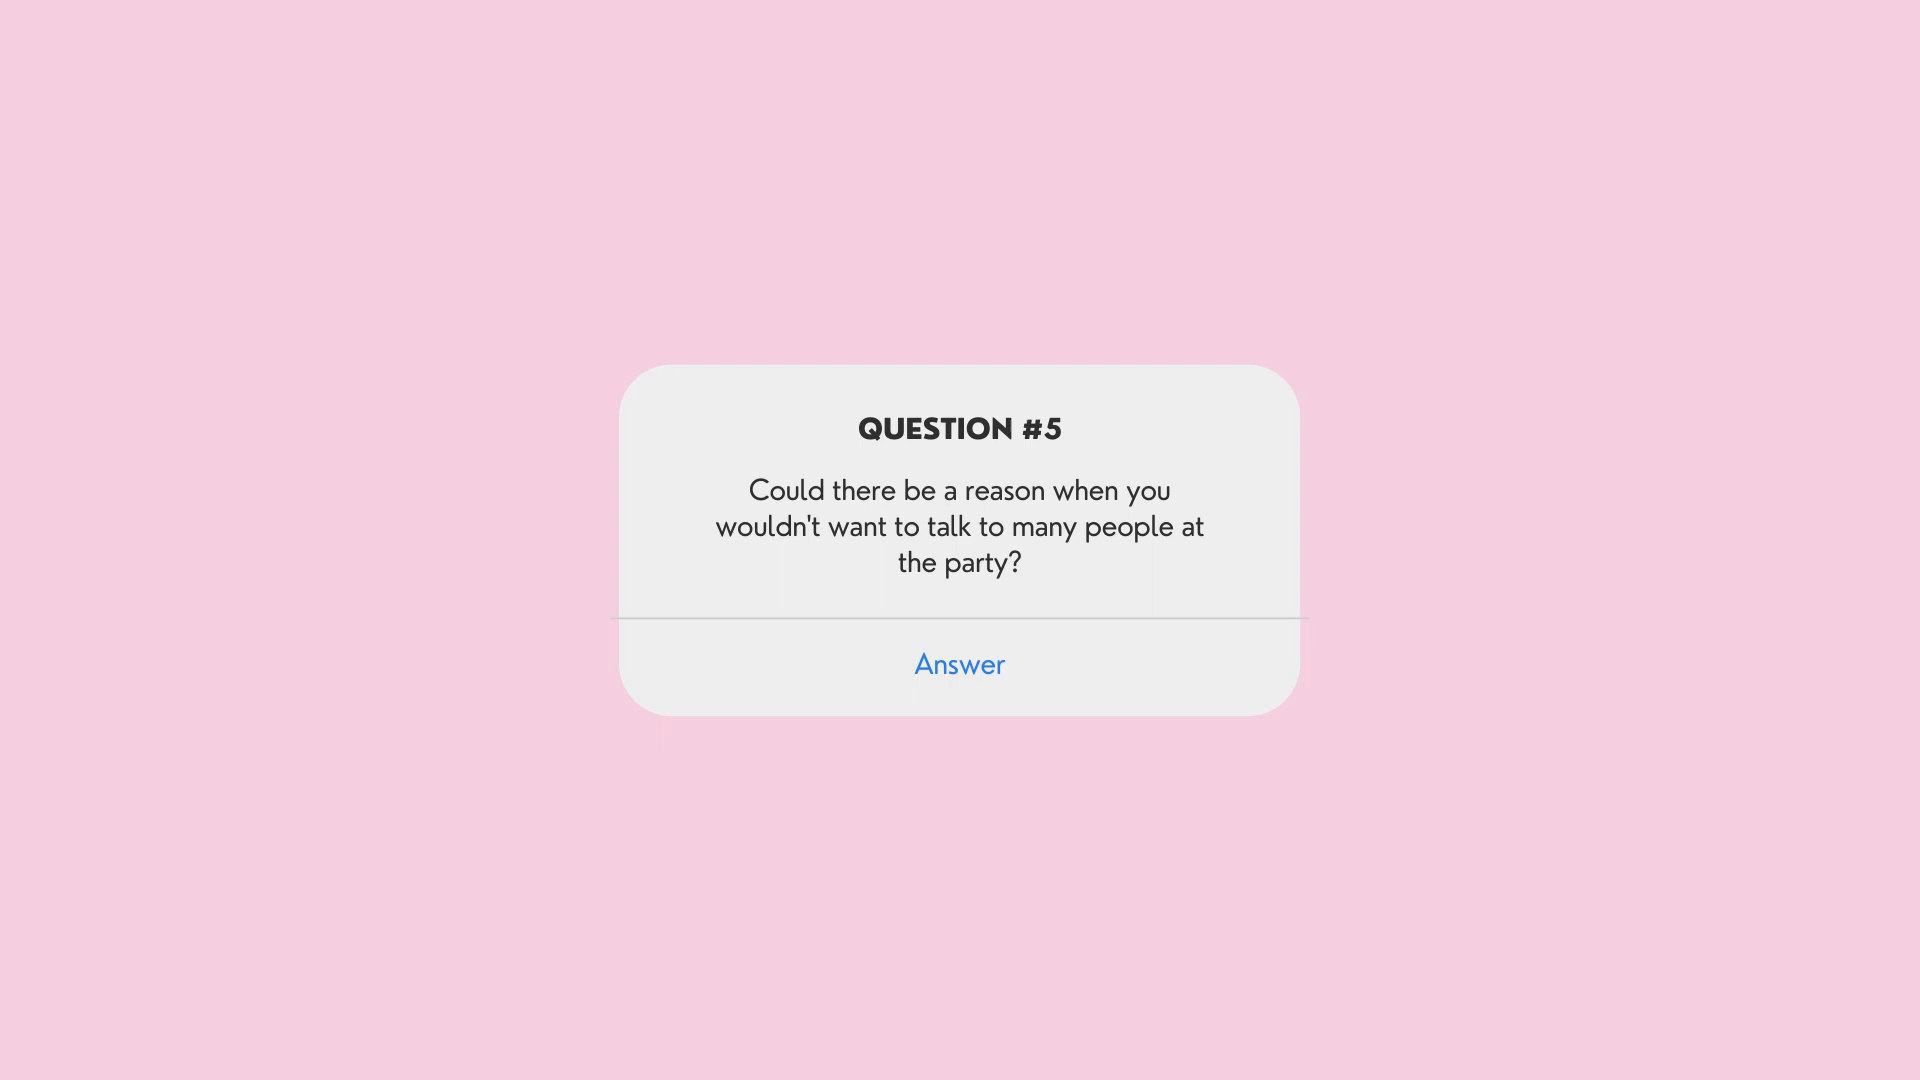 QUESTION #5
Could there be a reason when you
wouldn't want to talk to many people at
the party?
Answer